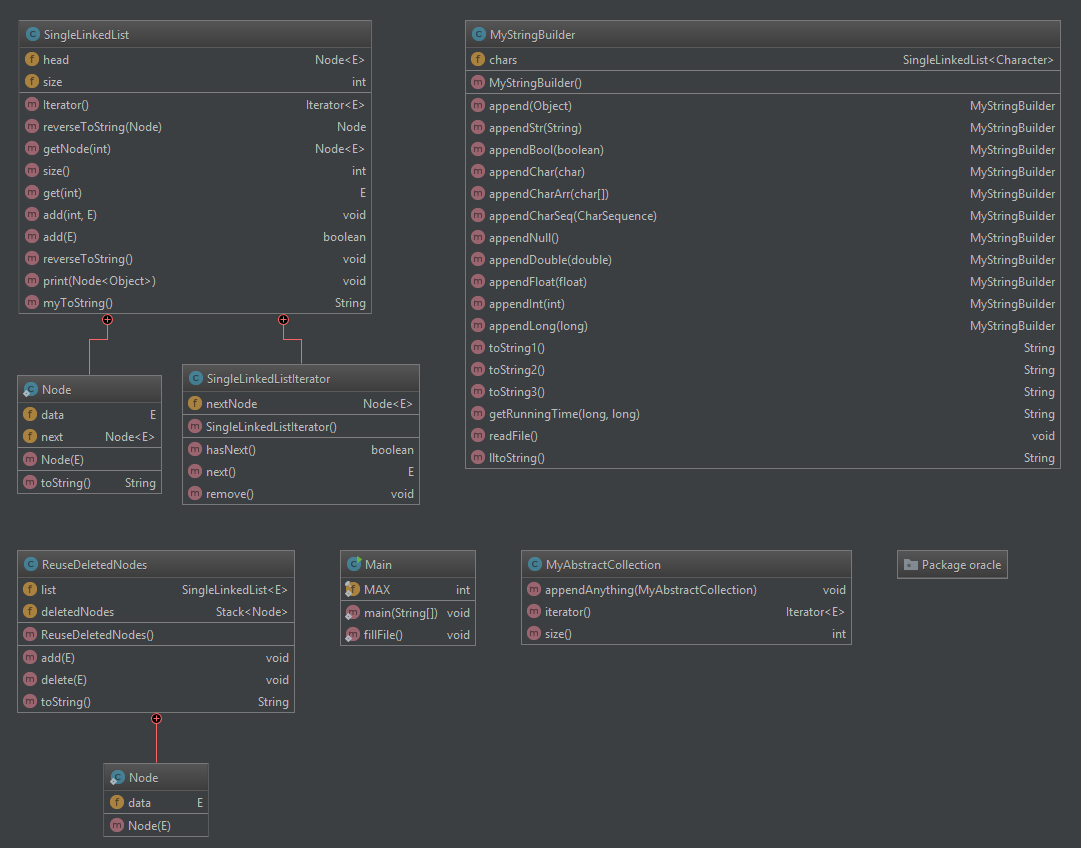 SingleLinkedList
head Node<E>
size int
Iterator() Iterator<E>
reverseToString(Node) Node
getNode(int) Node<E>
size() int
get(int) E
add(int, E) void
add(E) boolean
reverseToString() void
print(Node<Object>) void
myToString() String
MyStringBuilder
chars SingleLinkedList<Character>
MyStringBuilder()
append(Object) MyStringBuilder
appendStr(String) MyStringBuilder
appendBool(boolean) MyStringBuilder
appendChar(char) MyStringBuilder
appendCharArr(char[]) MyStringBuilder
appendCharSeq(CharSequence) MyStringBuilder
appendNull() MyStringBuilder
appendDouble(double) MyStringBuilder
appendFloat(float) MyStringBuilder
appendInt(int) MyStringBuilder
appendLong(long) MyStringBuilder
toString1() String
toString2() String
toString3() String
getRunningTime(long, long) String
readFile() void
lltoString() String
Node
data E
next Node<E>
Node(E)
toString() String
SingleLinkedListIterator
nextNode Node<E>
SingleLinkedListIterator()
hasNext() boolean
next() E
remove() void
ReuseDeletedNodes
list SingleLinkedList<E>
deletedNodes Stack<Node>
ReuseDeletedNodes()
add(E) void
delete(E) void
toString() String
Main
MAX int
main(String[]) void
fillFile() void
MyAbstractCollection
appendAnything(MyAbstractCollection) void
iterator() Iterator<E>
size() int
Package oracle
Node
data E
Node(E)